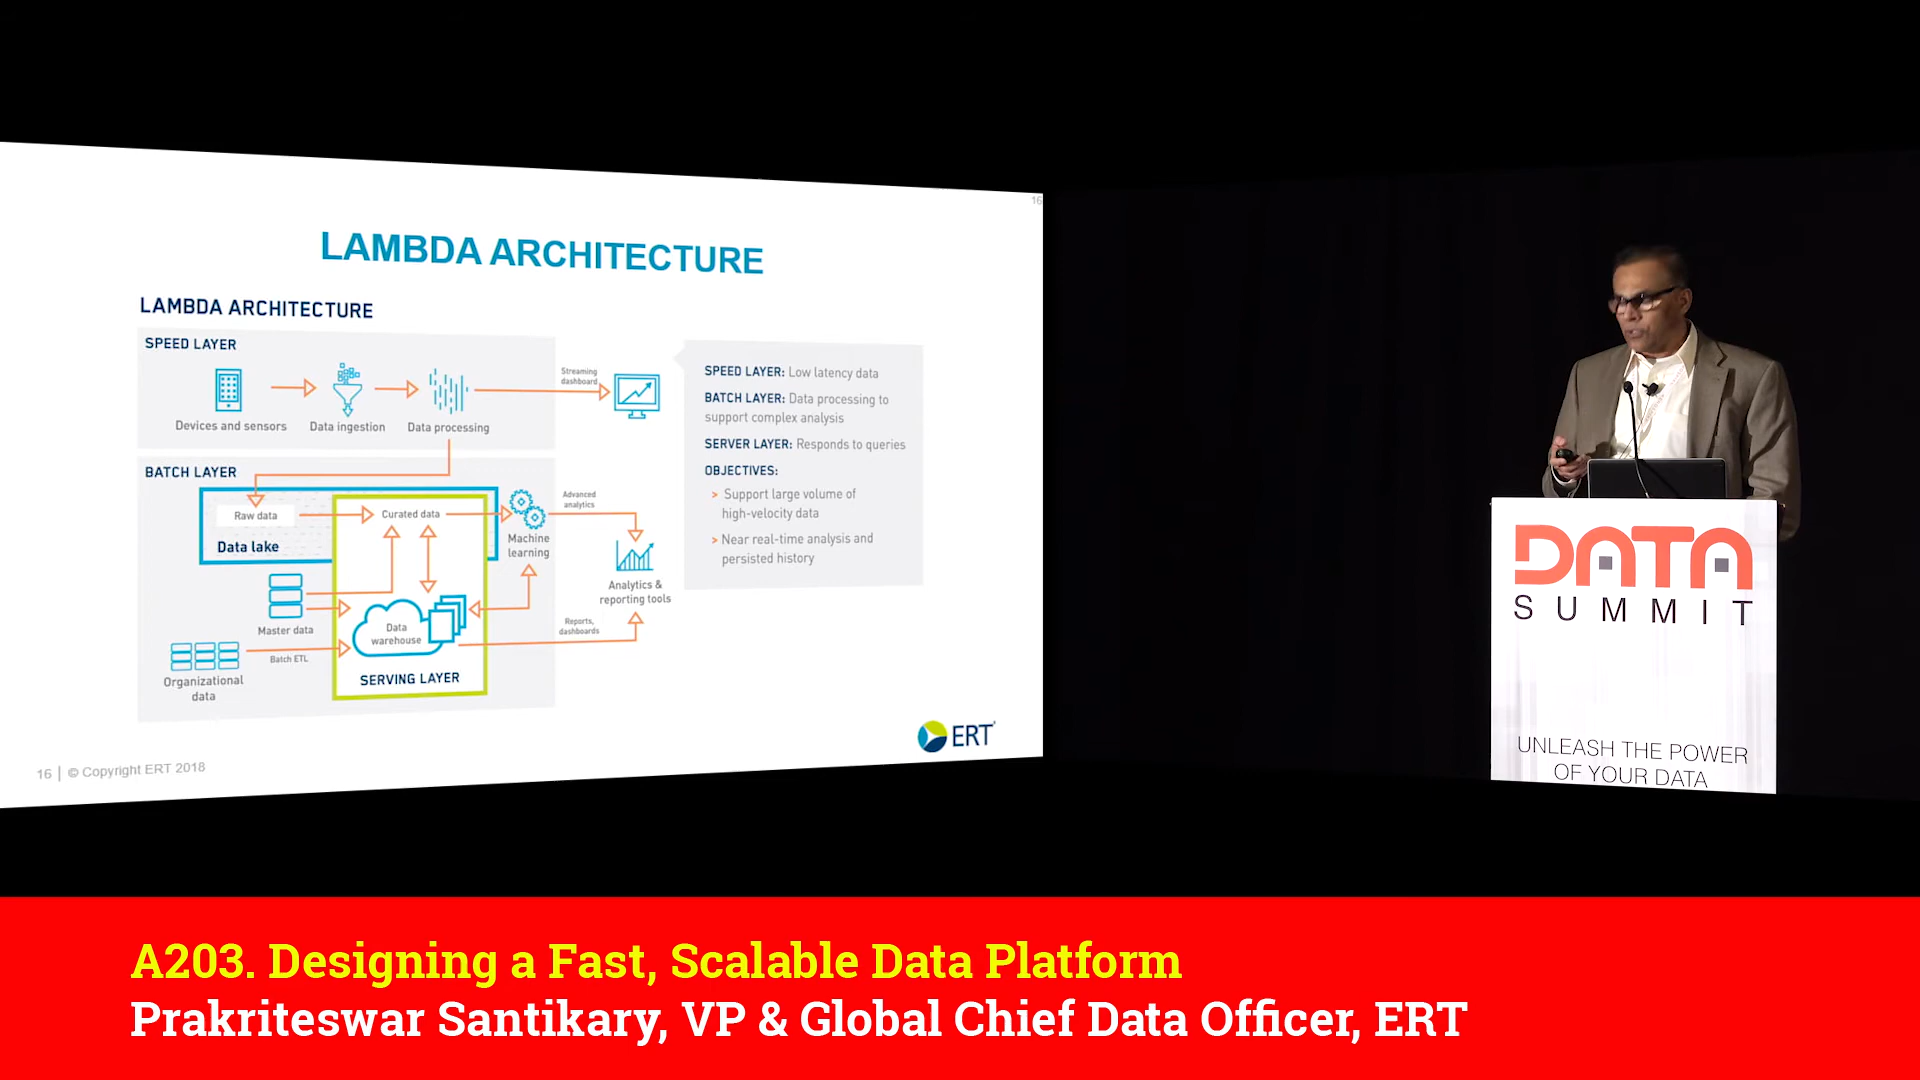 16
LAMBDA ARCHITECTURE
LAMBDA ARCHITECTURE
SPEED LAYER
Devices and sensors
Data ingestion
Data processing
Streaming
dashboard
BATCH LAYER
Raw data
Curated data
Data lake
Machine
learning
Advanced
analytics
Master data
Data
warehouse
Batch ETL
Organizational
data
SERVING LAYER
Analytics &
reporting tools
Reports,
dashboards
SPEED LAYER: Low latency data
BATCH LAYER: Data processing to
support complex analysis
SERVER LAYER: Responds to queries
OBJECTIVES:
> Support large volume of
high-velocity data
> Near real-time analysis and
persisted history
ERT
16 | © Copyright ERT 2018
DATA
SUMMIT
UNLEASH THE POWER
OF YOUR DATA
A203. Designing a Fast, Scalable Data Platform
Prakriteswar Santikary, VP & Global Chief Data Officer, ERT